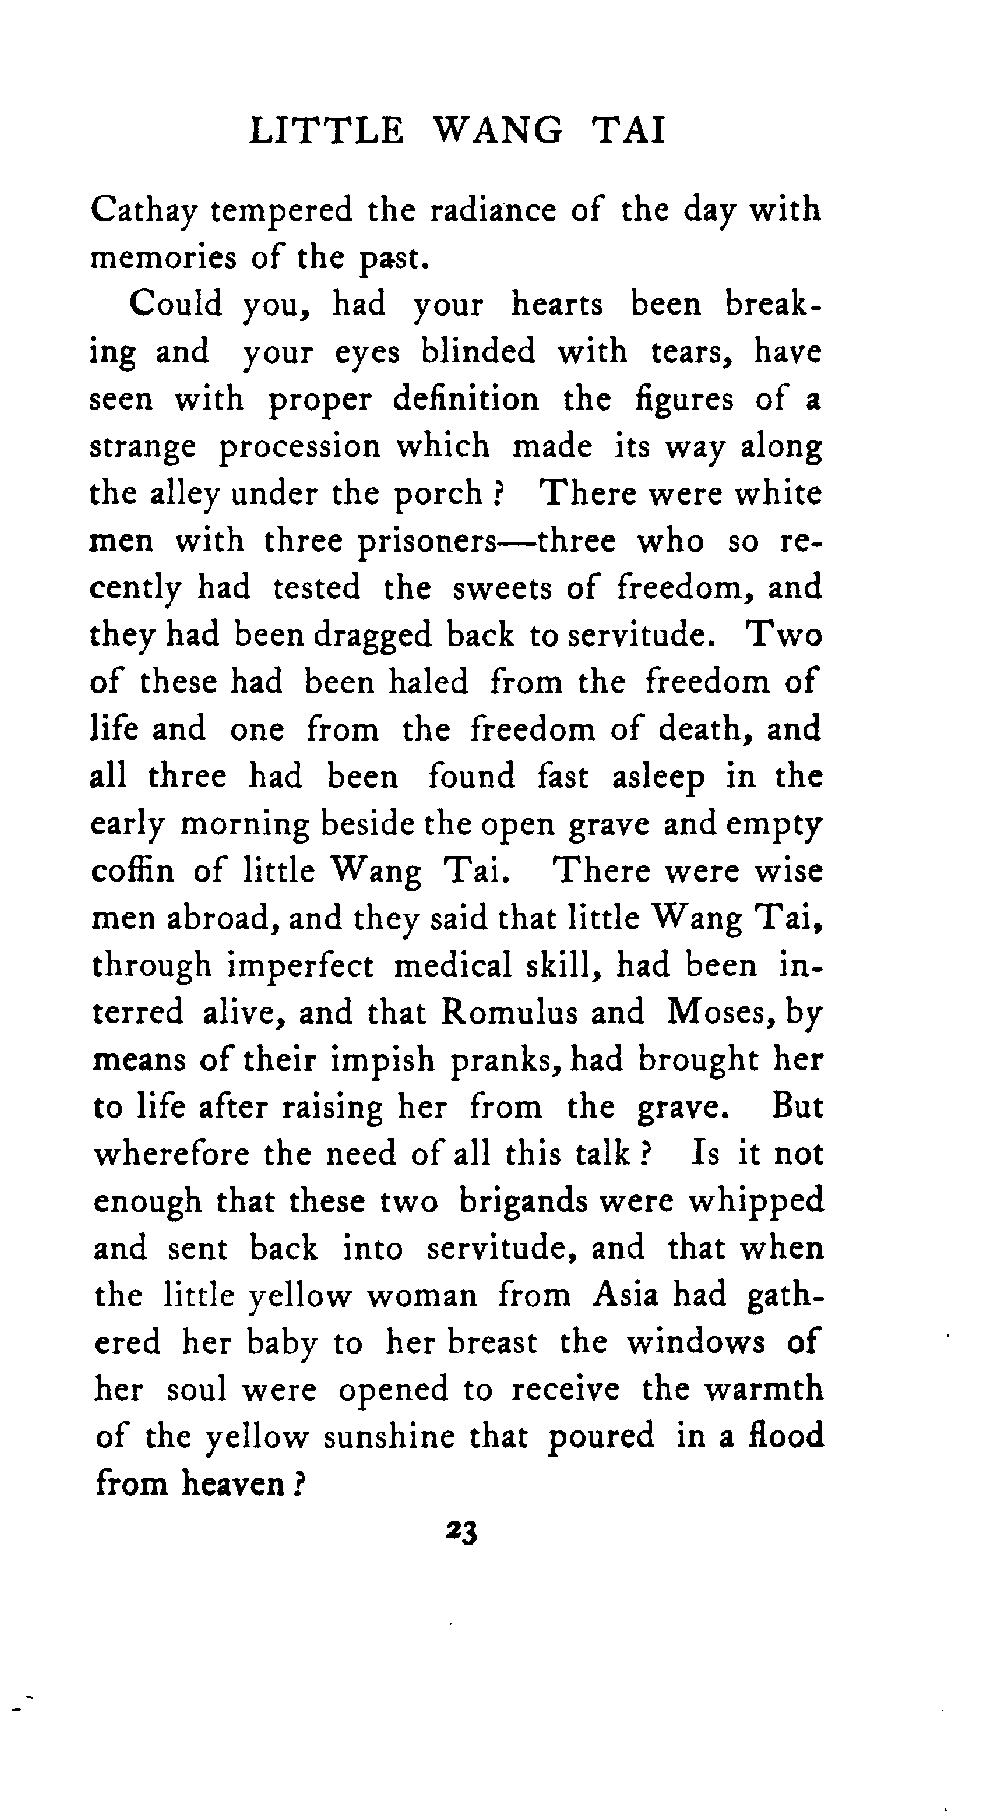 LITTLE WANG TAI
Cathay tempered the radiance of the day with
memories of the past.
Could you, had your hearts been break-
ing and your eyes blinded with tears, have
seen with proper definition the figures of a
strange procession which made its way along
the alley under the porch ? There were white
men with three prisoners—three who so re-
cently had tested the sweets of freedom, and
they had been dragged back to servitude. Two
of these had been haled from the freedom of
life and one from the freedom of death, and
all three had been found fast asleep in the
early morning beside the open grave and empty
coffin of little Wang Tai. There were wise
men abroad, and they said that little Wang Tai,
through imperfect medical skill, had been in-
terred alive, and that Romulus and Moses, by
means of their impish pranks, had brought her
to life after raising her from the grave. But
wherefore the need of all this talk ? Is it not
enough that these two brigands were whipped
and sent back into servitude, and that when
the little yellow woman from Asia had gath-
ered her baby to her breast the windows of
her soul were opened to receive the warmth
of the yellow sunshine that poured in a flood
from heaven ?
23